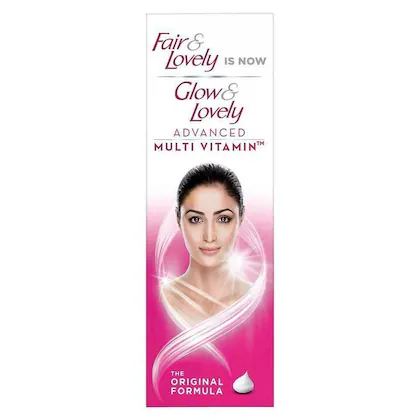 Fair &
Lovely IS NOW
Glow &
Lovely
ADVANCED
MULTI VITAMIN™
THE
ORIGINAL
FORMULA